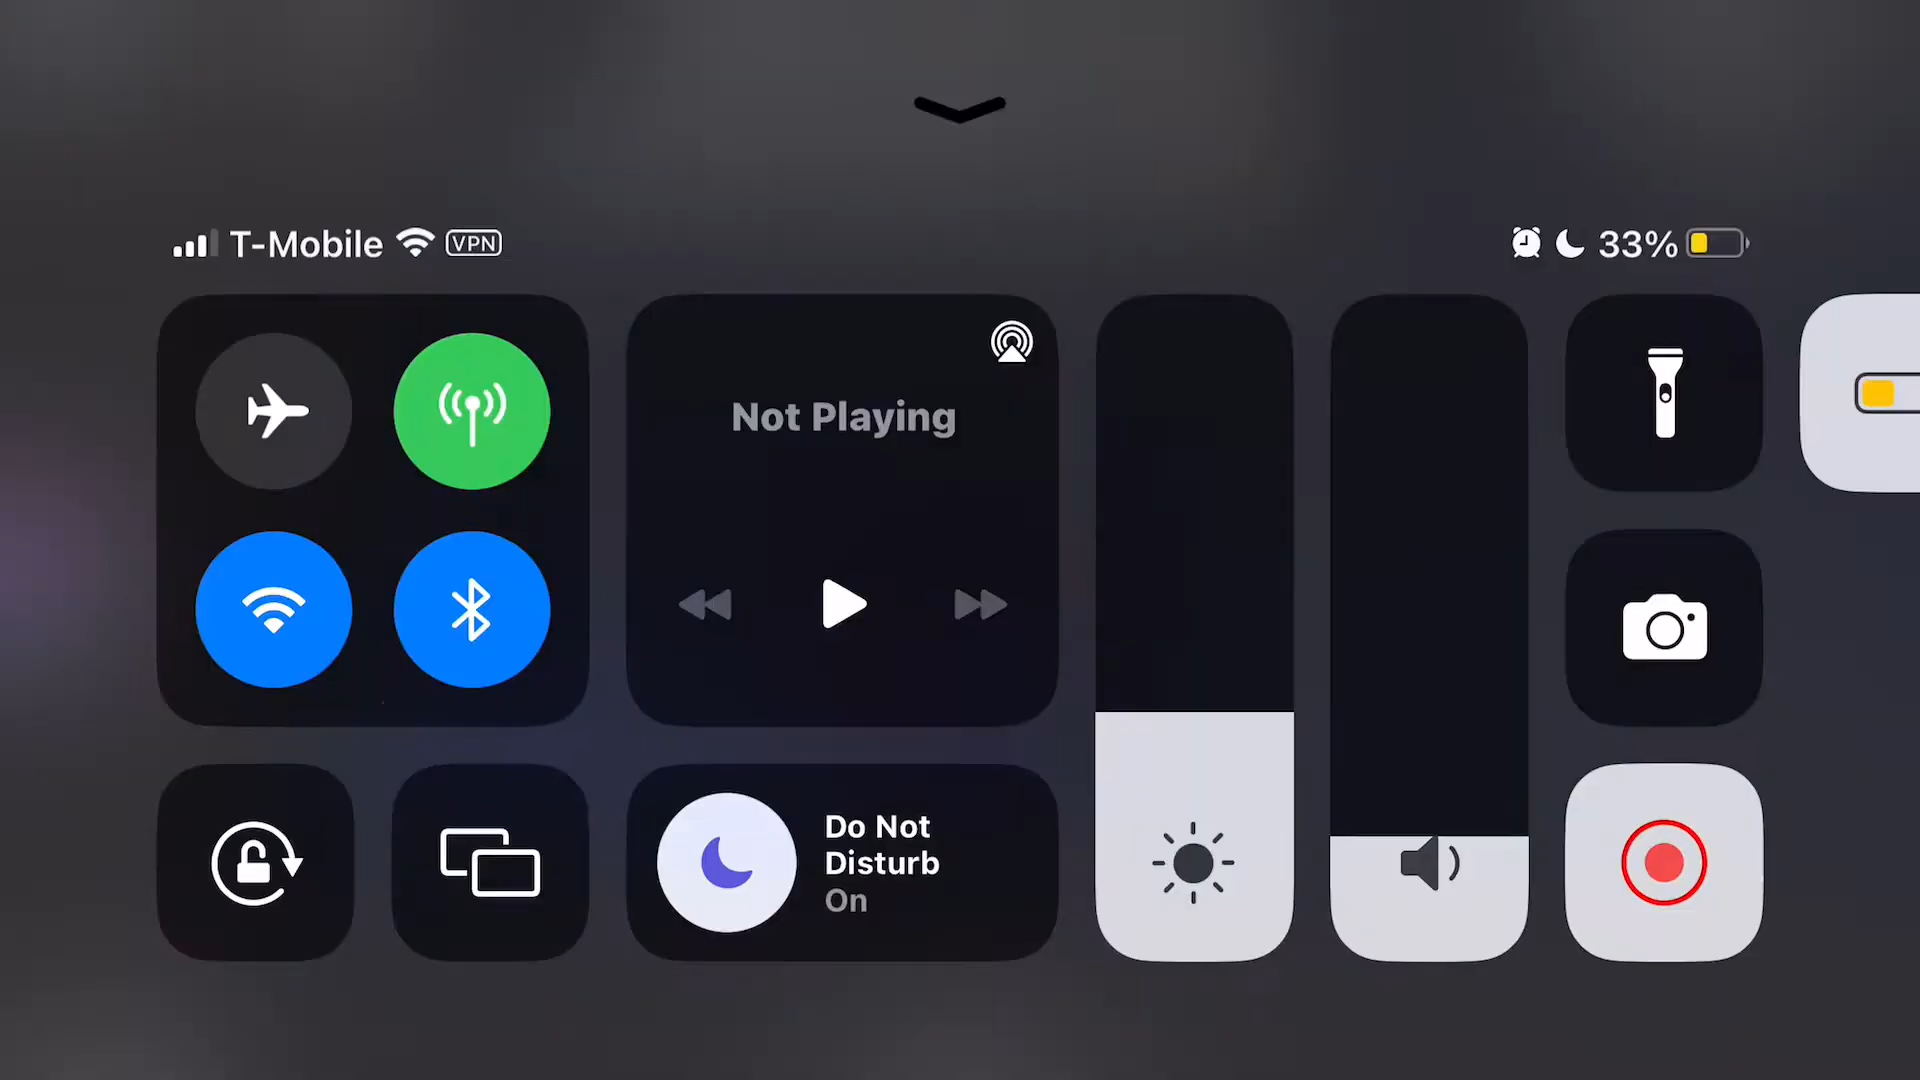 T-Mobile VPN
33%
Not Playing
Do Not
Disturb
On